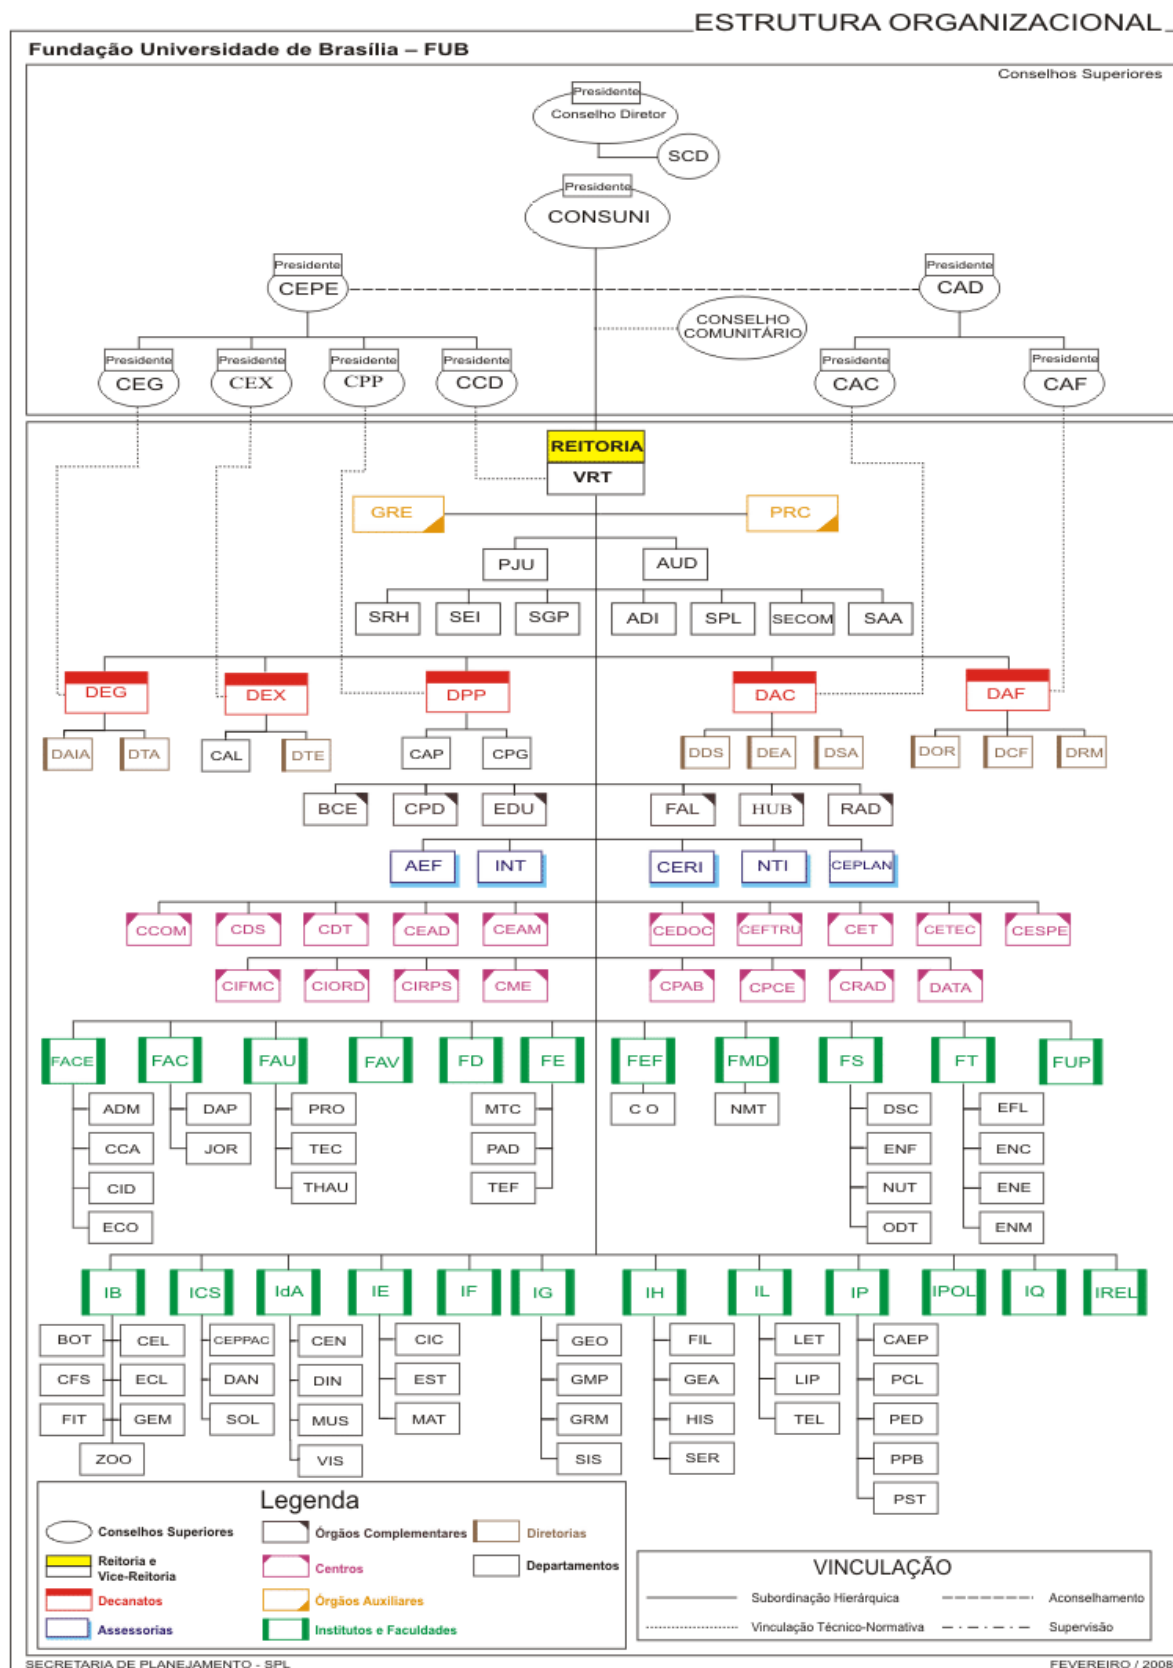 ESTRUTURA ORGANIZACIONAL
Fundação Universidade de Brasília – FUB
Conselhos Superiores
Presidente
Conselho Diretor
SCD
Presidente
CONSUNI
Presidente
CEPE
Presidente
CAD
CONSELHO
COMUNITÁRIO
Presidente Presidente Presidente Presidente Presidente Presidente
CEG CEX CPP CCD CAC CAF
REITORIA
VRT
GRE PRC
PJU AUD
SRH SEI SGP ADI SPL SECOM SAA
DEG DEX DPP DAC DAF
DAIA DTA CAL DTE CAP CPG DDS DEA DSA DOR DCF DRM
BCE CPD EDU FAL HUB RAD
AEF INT CERI NTI CEPLAN
CCOM CDS CDT CEAD CEAM CEDOC CEFTRU CET CETEC CESPE
CIFMC CIORD CIRPS CME CPAB CPCE CRAD DATA
FACE FAC FAU FAV FD FE FEF FMD FS FT FUP
ADM DAP PRO MTC C O NMT DSC EFL
CCA JOR TEC PAD ENF ENC
CID THAU TEF NUT ENE
ECO ODT ENM
IB ICS IdA IE IF IG IH IL IP IPOL IQ IREL
BOT CEL CEPPAC CEN CIC GEO FIL LET CAEP
CFS ECL DAN DIN EST GMP GEA LIP PCL
FIT GEM SOL MUS MAT GRM HIS TEL PED
ZOO VIS SIS SER PPB
PST
Legenda
Conselhos Superiores Órgãos Complementares Diretorias
Reitoria e
Vice-Reitoria
Centros Departamentos
Decanatos Órgãos Auxiliares
Assessorias Institutos e Faculdades
VINCULAÇÃO
Subordinação Hierárquica Aconselhamento
Vinculação Técnico-Normativa Supervisão
SECRETARIA DE PLANEJAMENTO - SPL FEVEREIRO / 2008